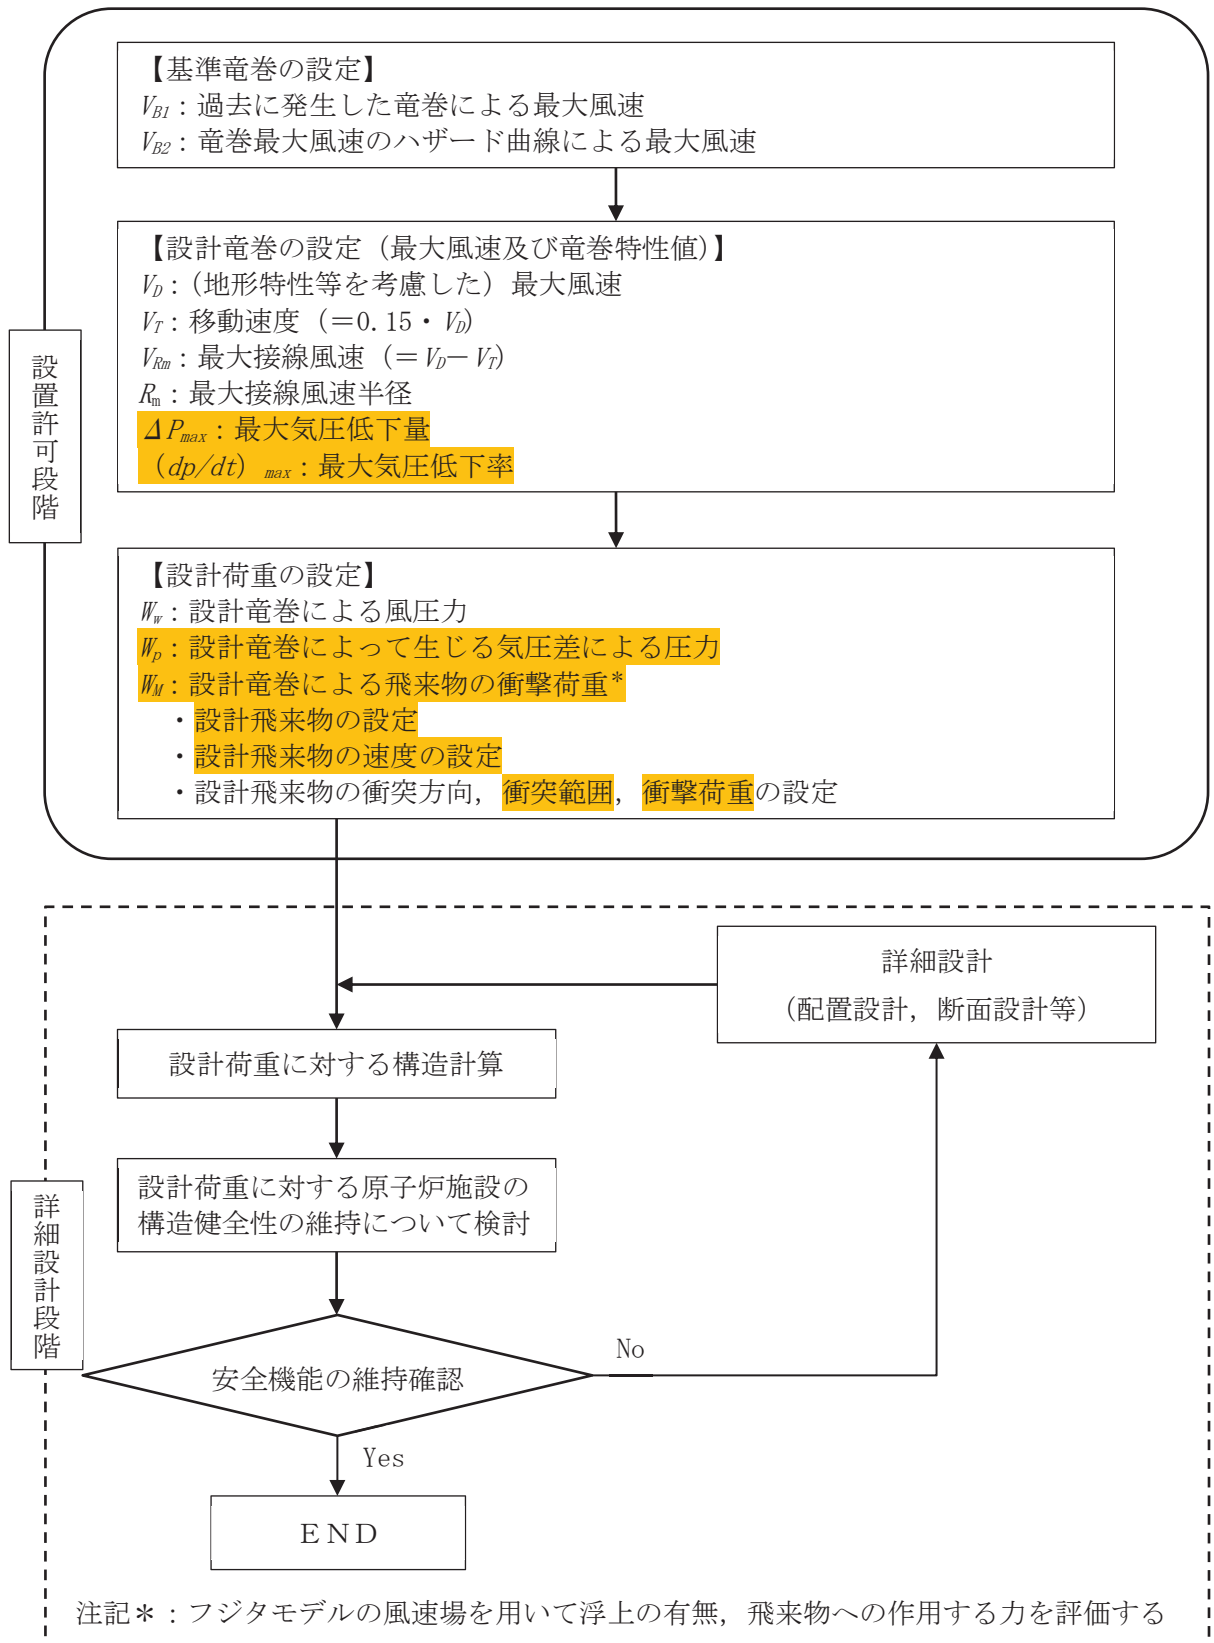 【基準竜巻の設定】
V_B1：過去に発生した竜巻による最大風速
V_B2：竜巻最大風速のハザード曲線による最大風速
【設計竜巻の設定（最大風速及び竜巻特性値）】
V_D：（地形特性等を考慮した）最大風速
V_T：移動速度（＝0.15・V_D）
V_Rm：最大接線風速（＝V_D－V_T）
R_m：最大接線風速半径
ΔP_max：最大気圧低下量
（dp/dt）_max：最大気圧低下率
設置許可段階
【設計荷重の設定】
W_w：設計竜巻による風圧力
W_p：設計竜巻によって生じる気圧差による圧力
W_M：設計竜巻による飛来物の衝撃荷重*
・設計飛来物の設定
・設計飛来物の速度の設定
・設計飛来物の衝突方向，衝突範囲，衝撃荷重の設定
詳細設計
（配置設計，断面設計等）
設計荷重に対する構造計算
設計荷重に対する原子炉施設の
構造健全性の維持について検討
詳細設計段階
安全機能の維持確認
No
Yes
ＥＮＤ
注記＊：フジタモデルの風速場を用いて浮上の有無，飛来物への作用する力を評価する